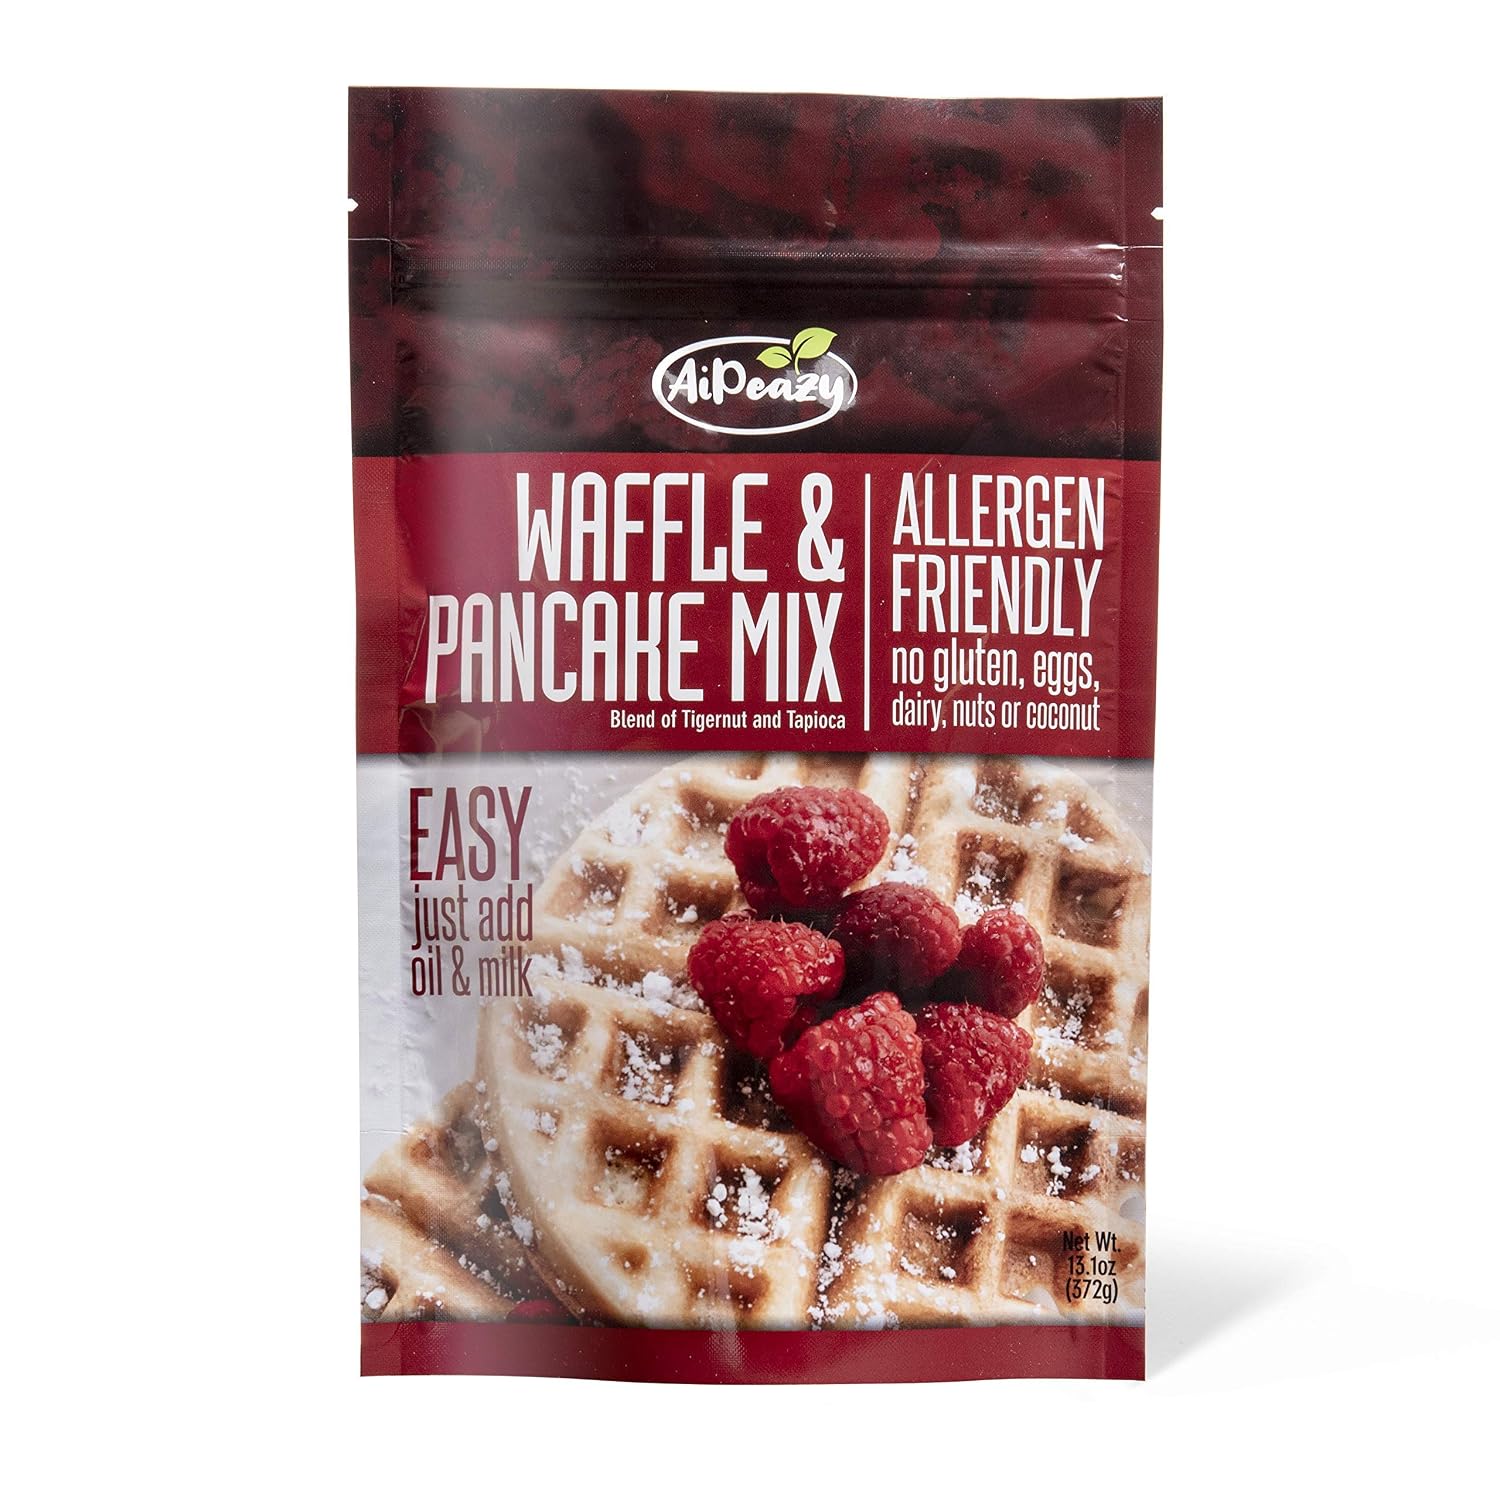 AiPeazy
WAFFLE &
PANCAKE MIX
Blend of Tigernut and Tapioca
ALLERGEN
FRIENDLY
no gluten, eggs,
dairy, nuts or coconut
EASY
just add
oil & milk
Net Wt.
13.1oz
(372g)